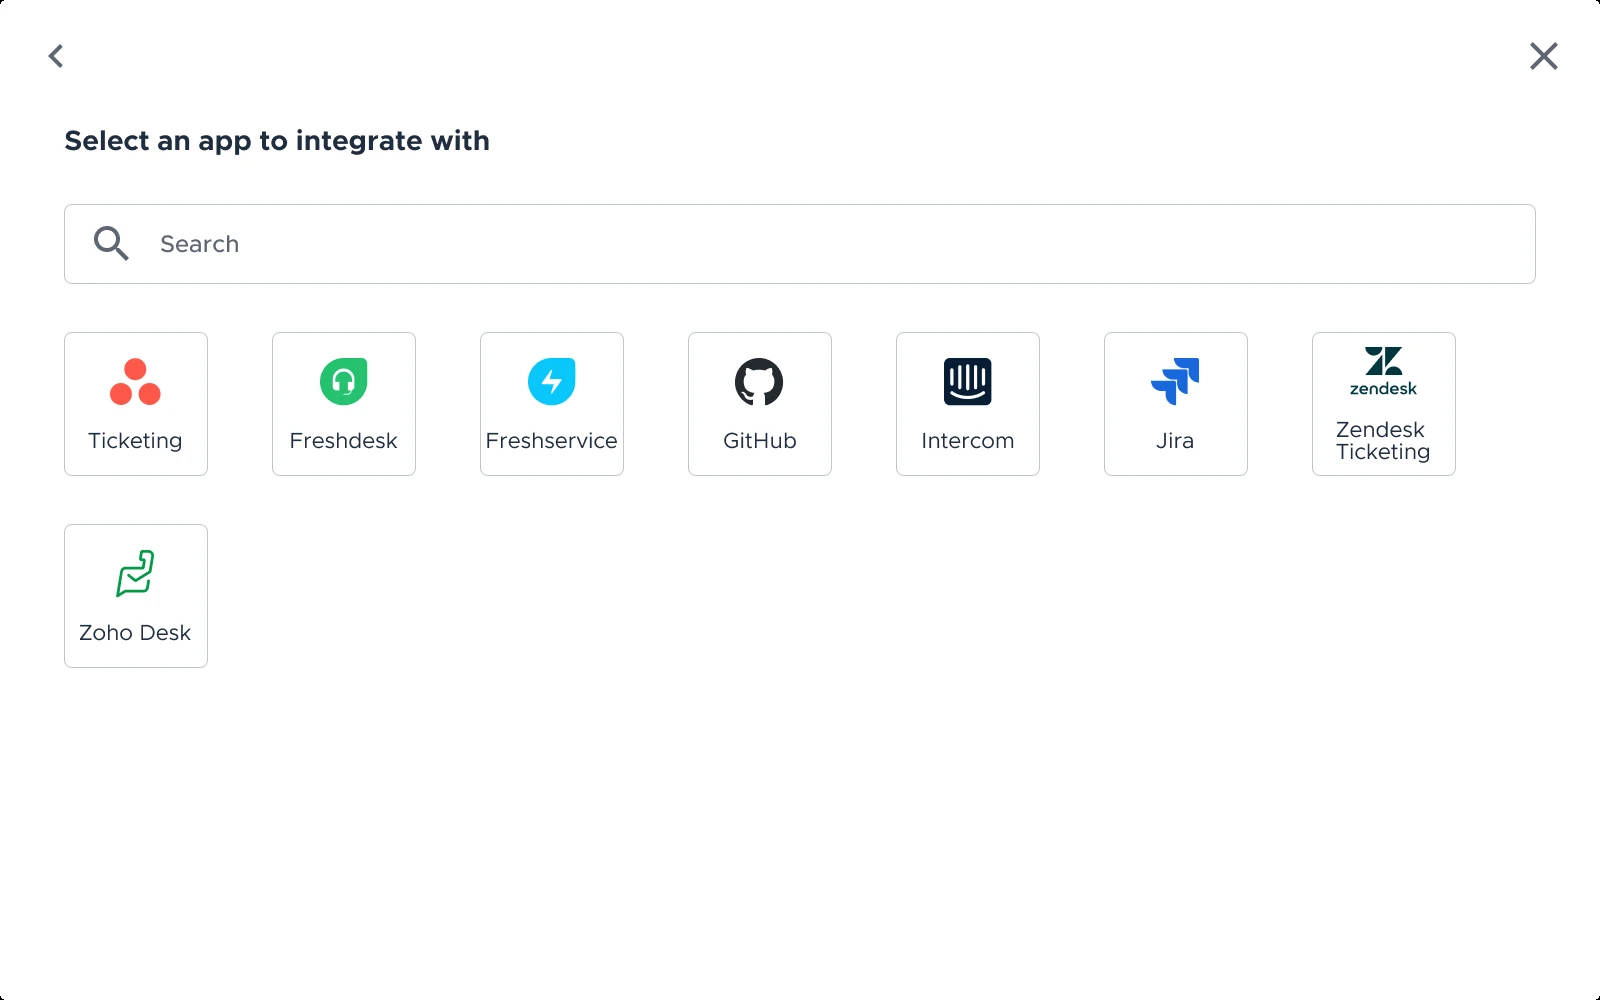 Select an app to integrate with
Search
Ticketing
Freshdesk
Freshservice
GitHub
Intercom
Jira
zendesk
Zendesk
Ticketing
Zoho Desk